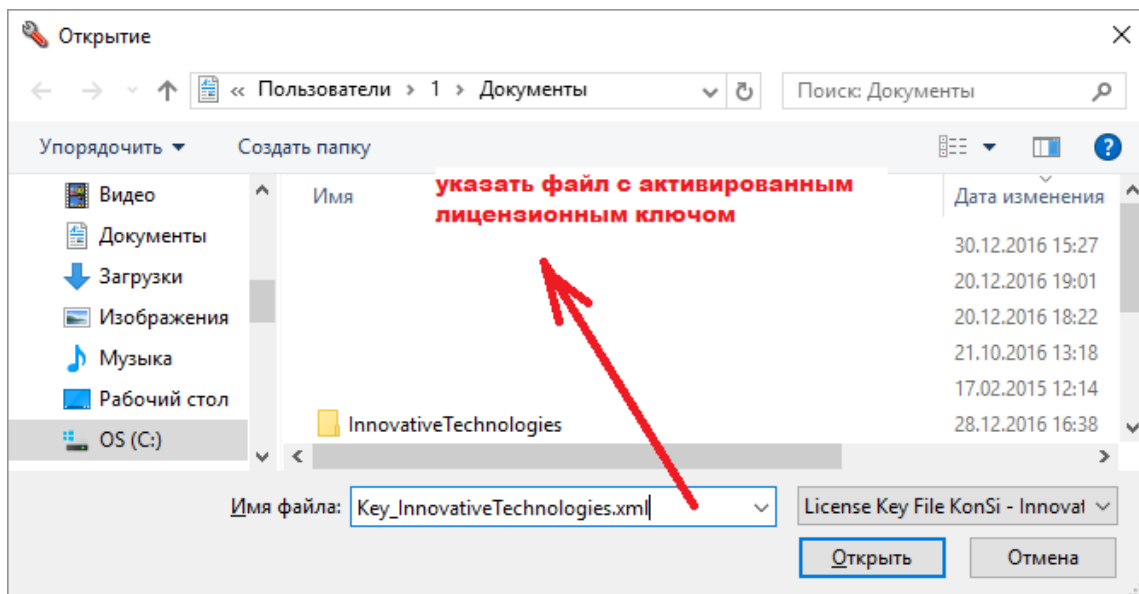 Открытие
« Пользователи › 1 › Документы
Поиск: Документы
Упорядочить
Создать папку
?
Видео
Документы
Загрузки
Изображения
Музыка
Рабочий стол
OS (C:)
Имя
указать файл с активированным
лицензионным ключом
Дата изменения
30.12.2016 15:27
20.12.2016 19:01
20.12.2016 18:22
21.10.2016 13:18
17.02.2015 12:14
InnovativeTechnologies
28.12.2016 16:38
Имя файла:
Key_InnovativeTechnologies.xml
License Key File KonSi - Innovat
Открыть
Отмена